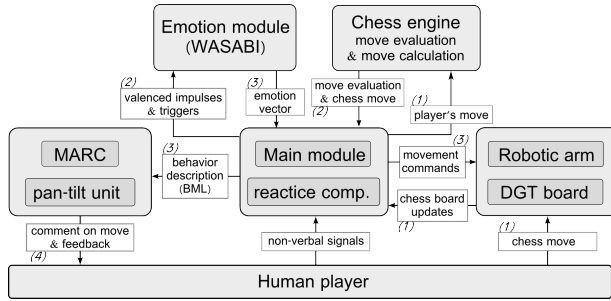 Emotion module
(WASABI)
Chess engine
move evaluation
& move calculation
(2)
valenced impulses
& triggers
(3)
emotion
vector
move evaluation
& chess move
(2)
(1)
player's move
MARC
pan-tilt unit
(3)
behavior
description
(BML)
Main module
reactice comp.
(3)
movement
commands
chess board
updates
(1)
Robotic arm
DGT board
comment on move
& feedback
(4)
non-verbal signals
(1)
chess move
Human player